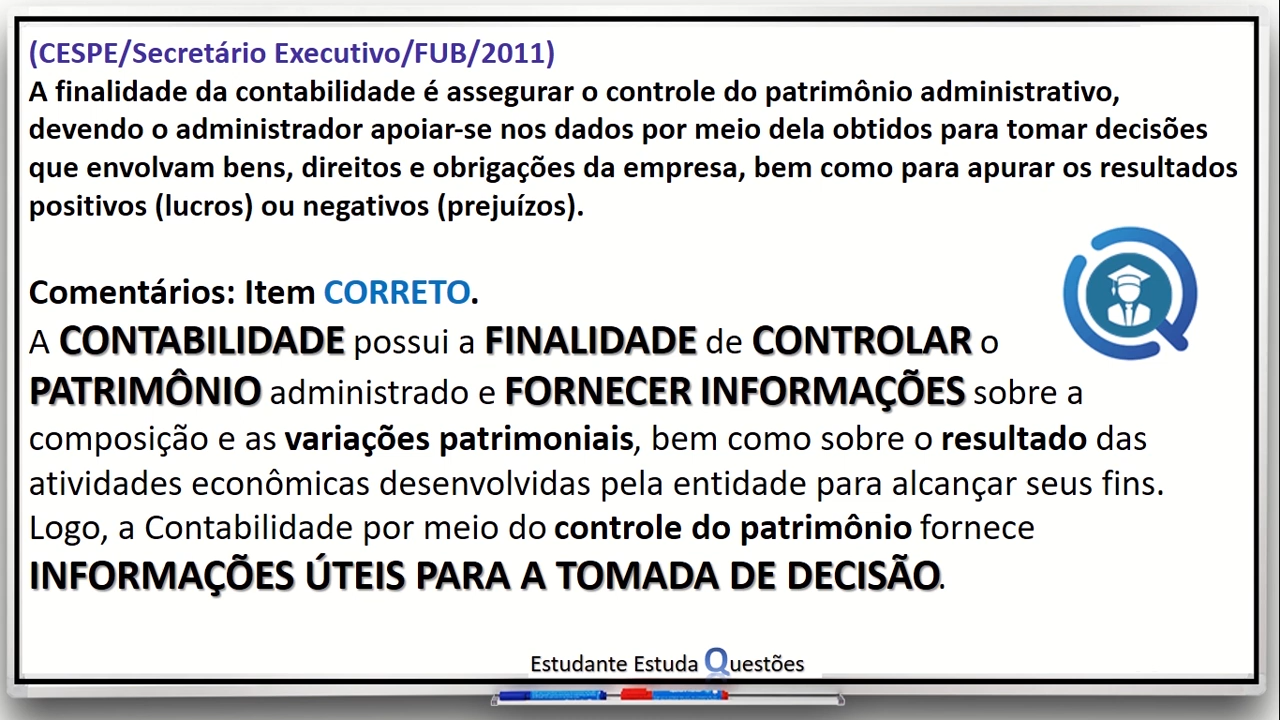 (CESPE/Secretário Executivo/FUB/2011)
A finalidade da contabilidade é assegurar o controle do patrimônio administrativo,
devendo o administrador apoiar-se nos dados por meio dela obtidos para tomar decisões
que envolvam bens, direitos e obrigações da empresa, bem como para apurar os resultados
positivos (lucros) ou negativos (prejuízos).
Comentários: Item CORRETO.
A CONTABILIDADE possui a FINALIDADE de CONTROLAR o
PATRIMÔNIO administrado e FORNECER INFORMAÇÕES sobre a
composição e as variações patrimoniais, bem como sobre o resultado das
atividades econômicas desenvolvidas pela entidade para alcançar seus fins.
Logo, a Contabilidade por meio do controle do patrimônio fornece
INFORMAÇÕES ÚTEIS PARA A TOMADA DE DECISÃO.
Estudante Estuda Questões